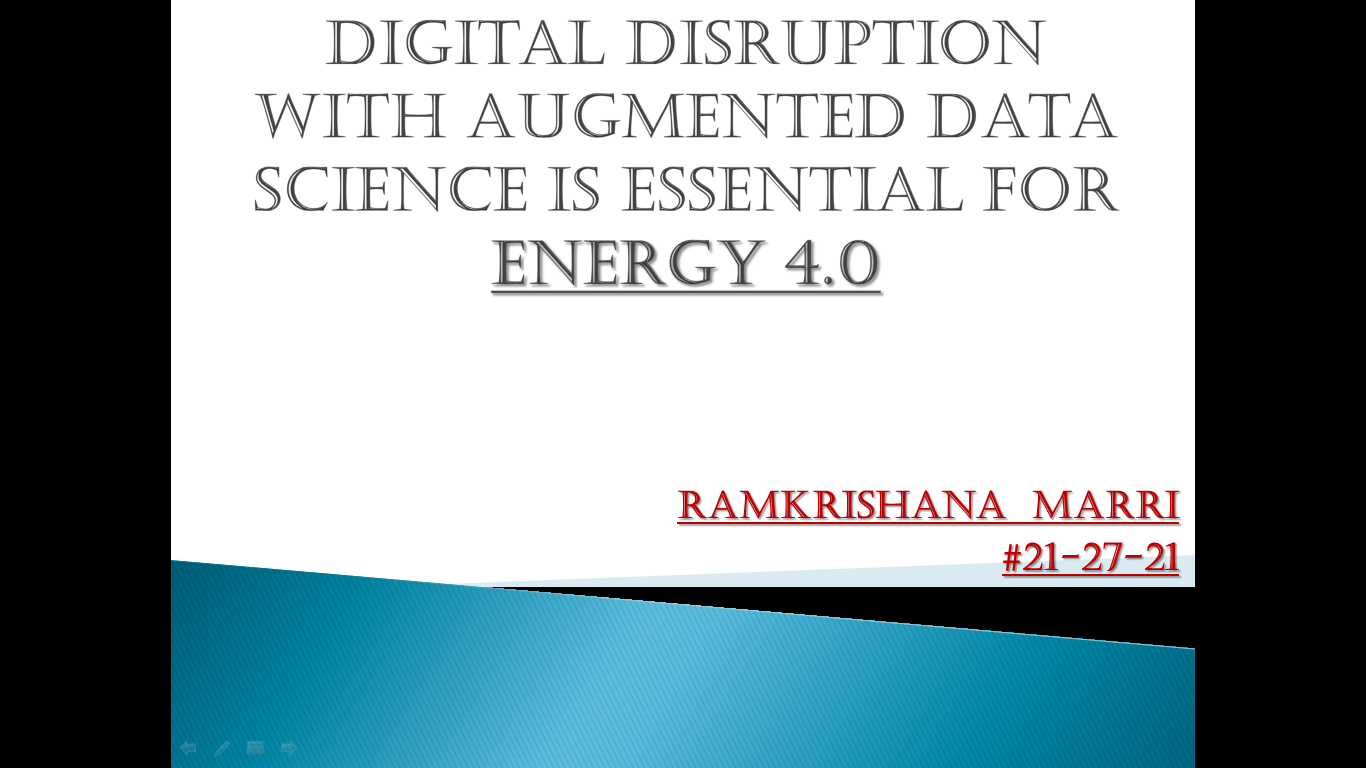 DIGITAL DISRUPTION
WITH AUGMENTED DATA
SCIENCE IS ESSENTIAL FOR
ENERGY 4.0
RAMKRISHANA MARRI
#21-27-21